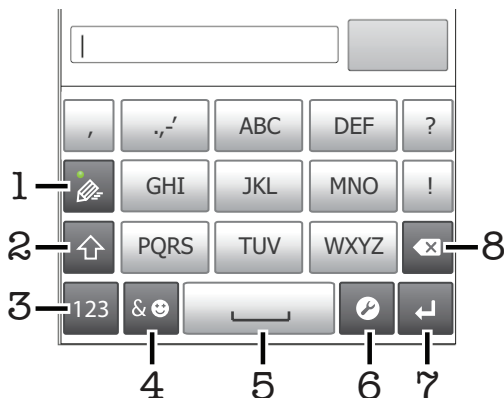 , .,-′ ABC DEF ?
1 GHI JKL MNO !
2 PQRS TUV WXYZ 8
3 123 &
4 5 6 7